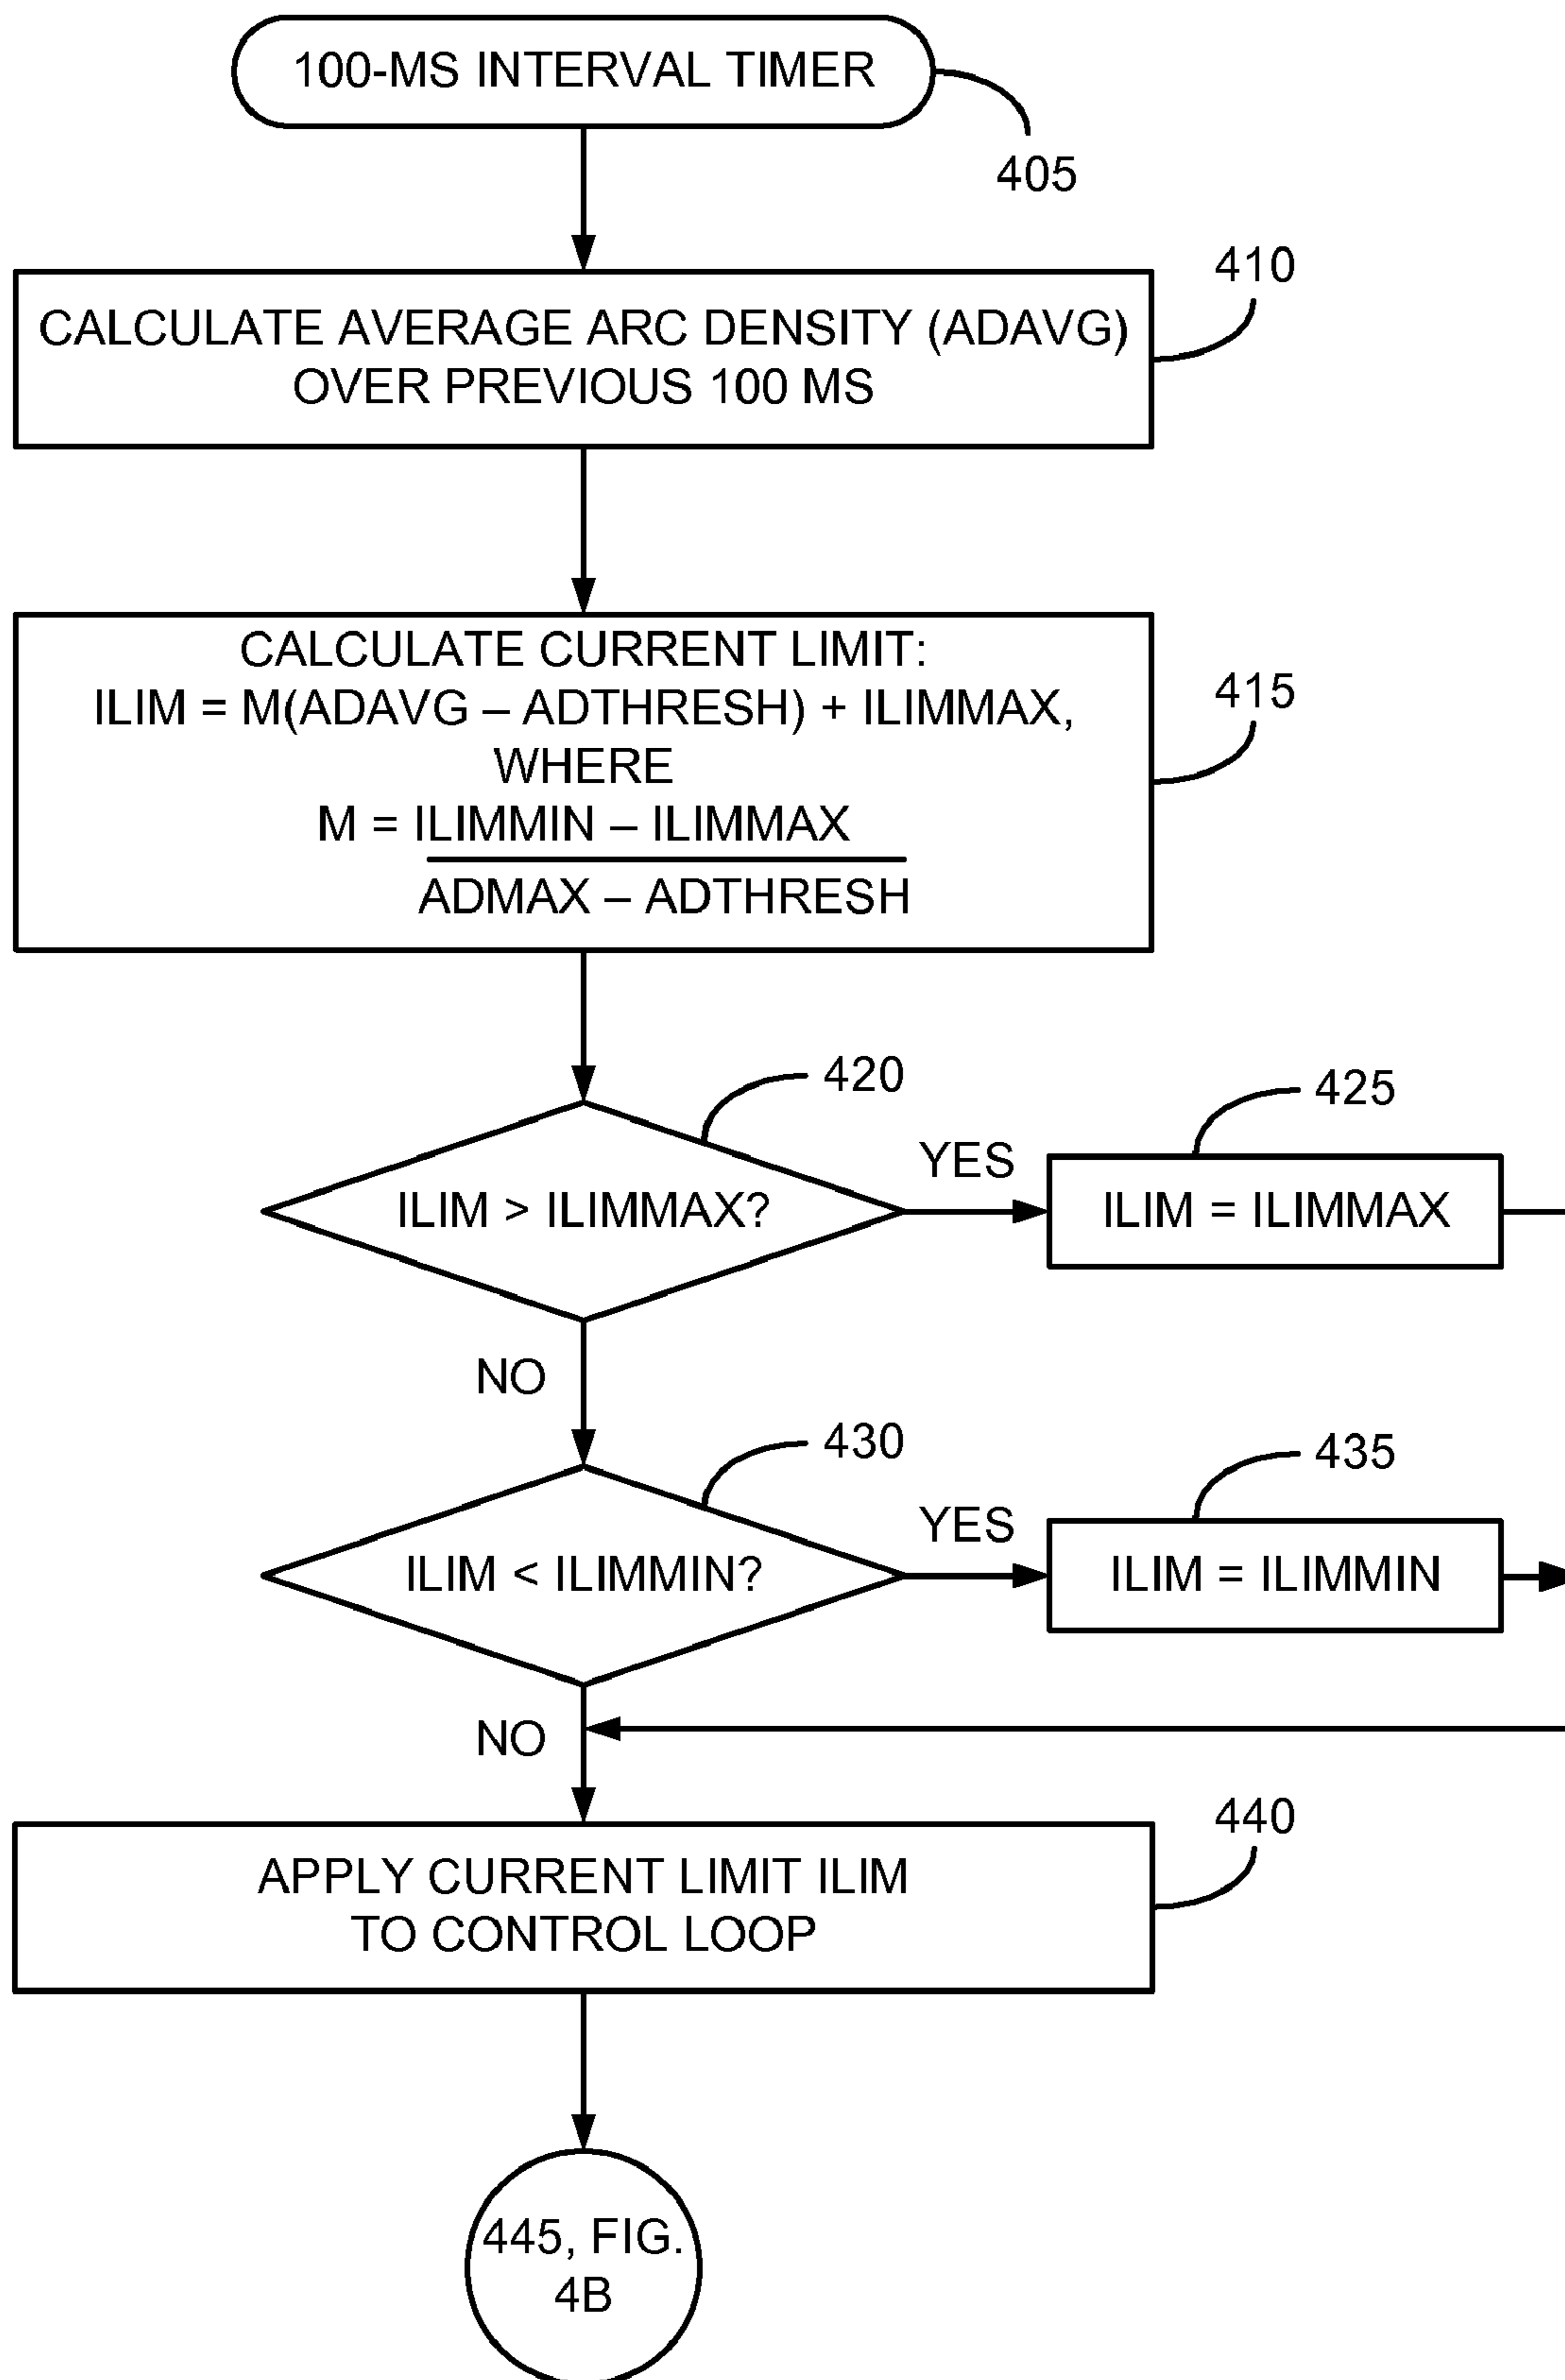 100-MS INTERVAL TIMER
405
410
CALCULATE AVERAGE ARC DENSITY (ADAVG)
OVER PREVIOUS 100 MS
CALCULATE CURRENT LIMIT:
ILIM = M(ADAVG – ADTHRESH) + ILIMMAX,
WHERE
M = ILIMMIN – ILIMMAX
ADMAX – ADTHRESH
415
420
ILIM > ILIMMAX?
YES
425
ILIM = ILIMMAX
NO
430
ILIM < ILIMMIN?
YES
435
ILIM = ILIMMIN
NO
440
APPLY CURRENT LIMIT ILIM
TO CONTROL LOOP
445, FIG.
4B